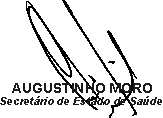 AUGUSTINHO MORO
Secretário de Estado de Saúde